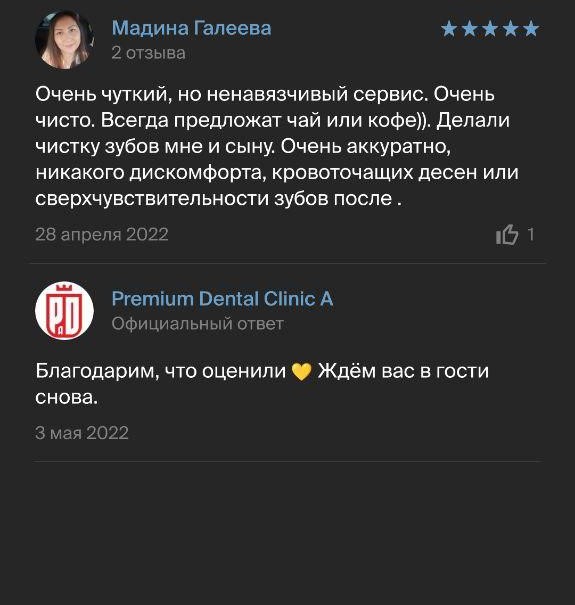 Мадина Галеева
2 отзыва
Очень чуткий, но ненавязчивый сервис. Очень
чисто. Всегда предложат чай или кофе)). Делали
чистку зубов мне и сыну. Очень аккуратно,
никакого дискомфорта, кровоточащих десен или
сверхчувствительности зубов после .
28 апреля 2022
1
PD
Premium Dental Clinic A
Официальный ответ
Благодарим, что оценили 💛 Ждём вас в гости
снова.
3 мая 2022